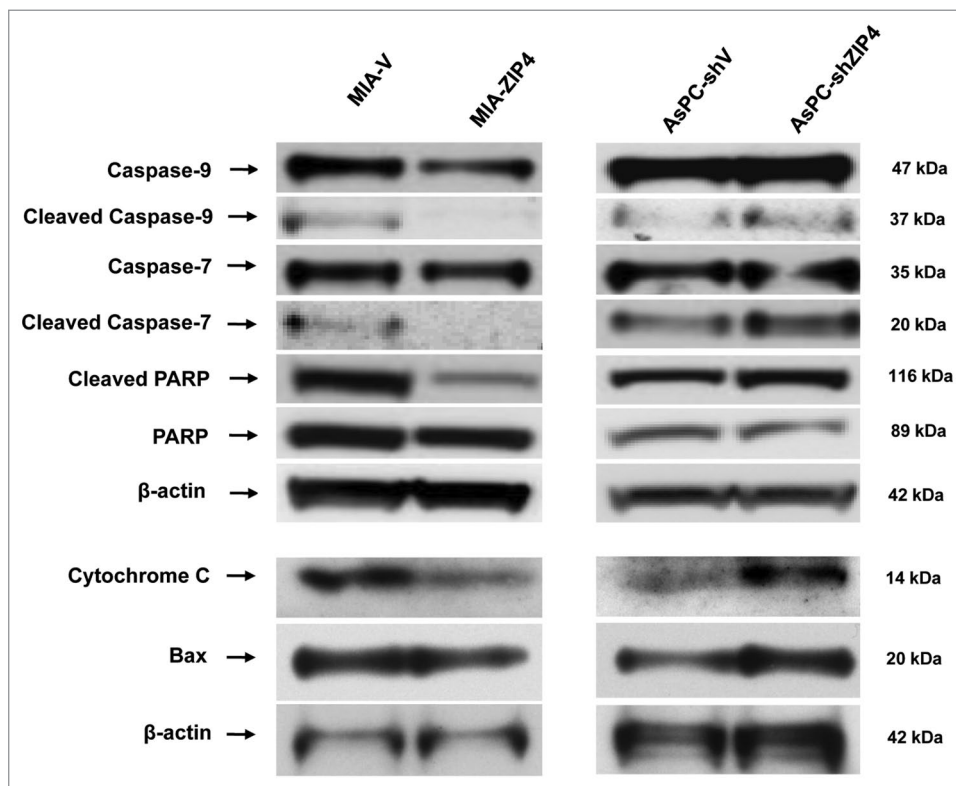 MIA-V MIA-ZIP4 AsPC-shV AsPC-shZIP4
Caspase-9 → 47 kDa
Cleaved Caspase-9 → 37 kDa
Caspase-7 → 35 kDa
Cleaved Caspase-7 → 20 kDa
Cleaved PARP → 116 kDa
PARP → 89 kDa
β-actin → 42 kDa
Cytochrome C → 14 kDa
Bax → 20 kDa
β-actin → 42 kDa